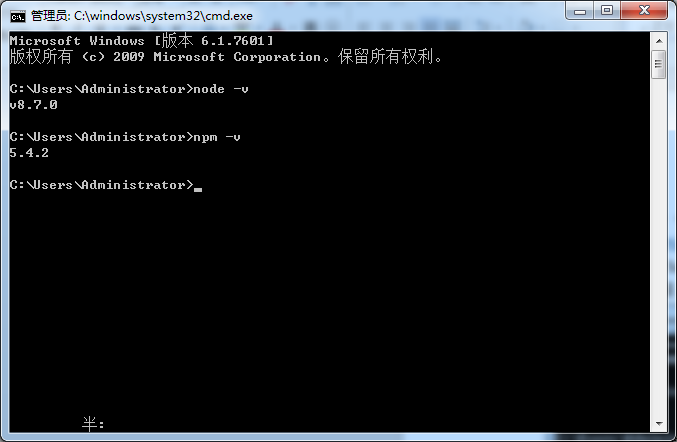 管理员: C:\windows\system32\cmd.exe
Microsoft Windows [版本 6.1.7601]
版权所有 (c) 2009 Microsoft Corporation。保留所有权利。
C:\Users\Administrator>node -v
v8.7.0
C:\Users\Administrator>npm -v
5.4.2
C:\Users\Administrator>
半: